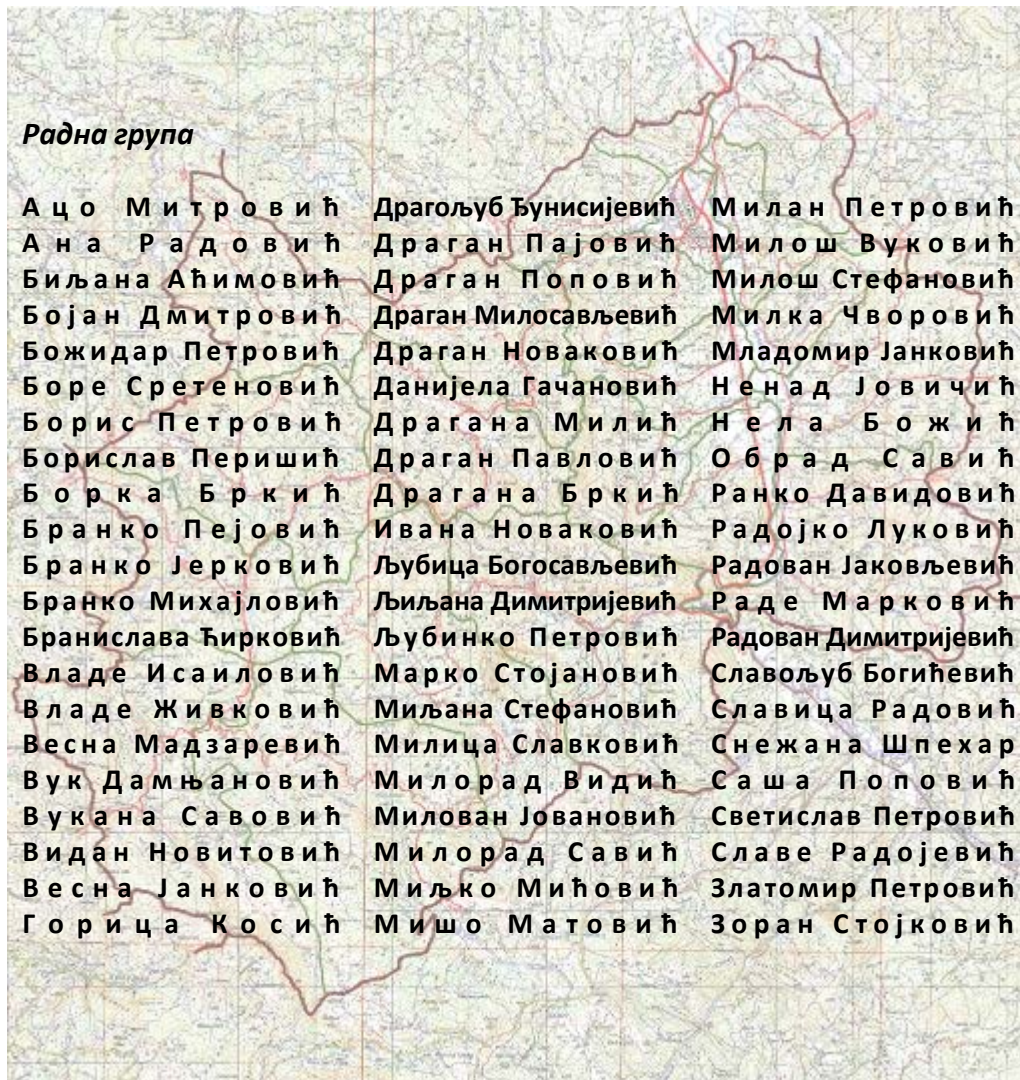 Радна група
Ацо Митровић
Ана Радовић
Биљана Аћимовић
Бојан Дмитровић
Божидар Петровић
Боре Сретеновић
Борис Петровић
Борислав Перишић
Борка Бркић
Бранко Пејовић
Бранко Јерковић
Бранко Михајловић
Бранислава Ћирковић
Владе Исаиловић
Владе Живковић
Весна Мадзаревић
Вук Дамњановић
Вукана Савовић
Видан Новитовић
Весна Јанковић
Горица Косић
Драгољуб Ђунисијевић
Драган Пајовић
Драган Поповић
Драган Милосављевић
Драган Новаковић
Данијела Гачановић
Драгана Милић
Драган Павловић
Драгана Бркић
Ивана Новаковић
Љубица Богосављевић
Љиљана Димитријевић
Љубинко Петровић
Марко Стојановић
Миљана Стефановић
Милица Славковић
Милорад Видић
Милован Јовановић
Милорад Савић
Миљко Мићовић
Мишо Матовић
Милан Петровић
Милош Вуковић
Милош Стефановић
Милка Чворовић
Младомир Јанковић
Ненад Јовичић
Нела Божић
Обрад Савић
Ранко Давидовић
Радојко Луковић
Радован Јаковљевић
Раде Марковић
Радован Димитријевић
Славољуб Богићевић
Славица Радовић
Снежана Шпехар
Саша Поповић
Светислав Петровић
Славе Радојевић
Златомир Петровић
Зоран Стојковић